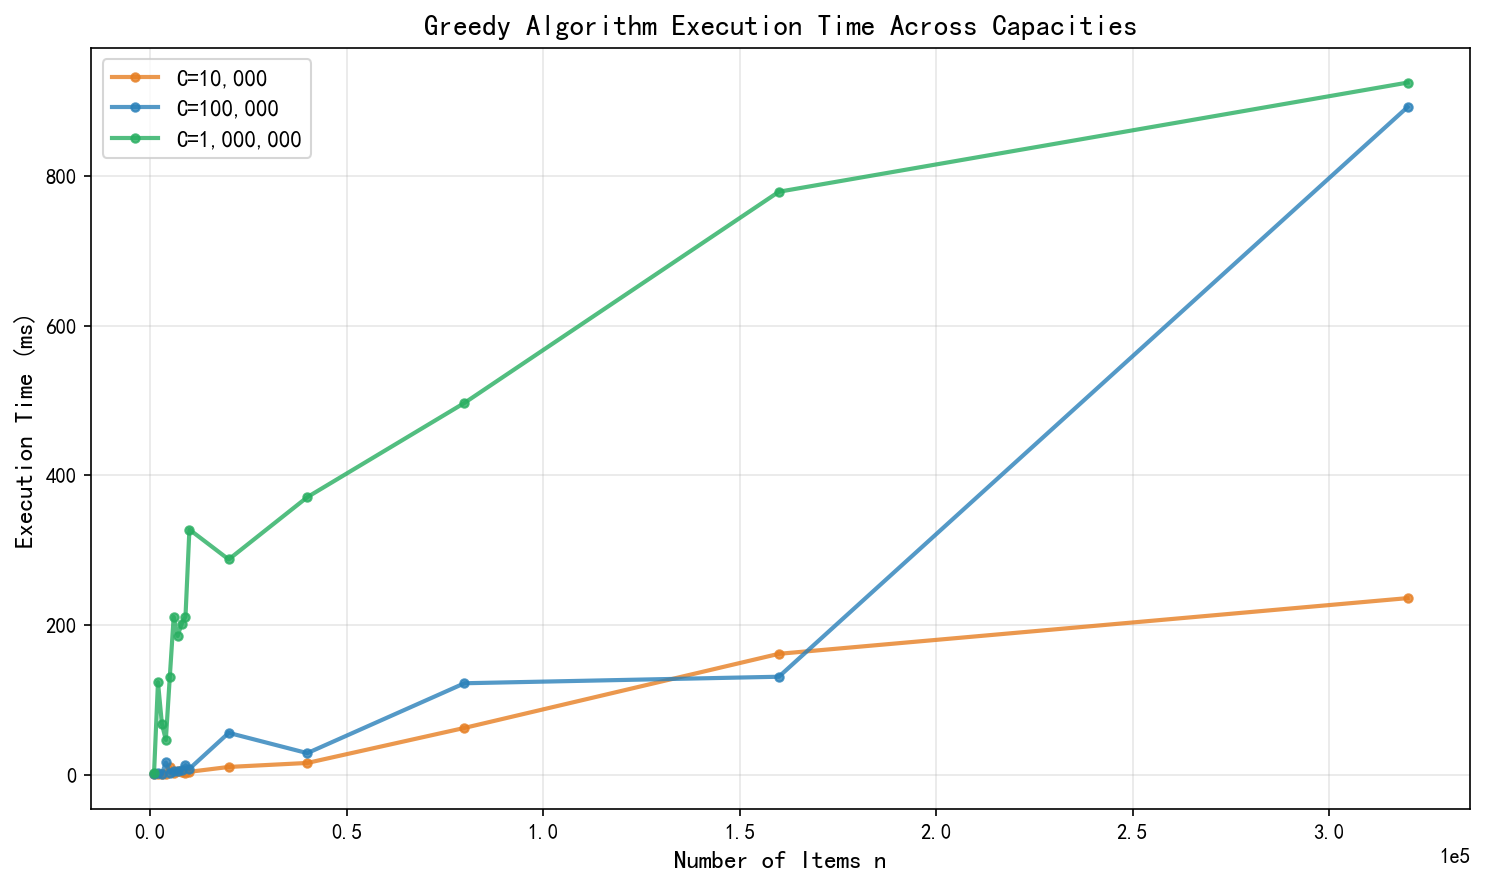 Greedy Algorithm Execution Time Across Capacities
C=10,000
C=100,000
C=1,000,000
Execution Time (ms)
800
600
400
200
0
0.0 0.5 1.0 1.5 2.0 2.5 3.0
1e5
Number of Items n